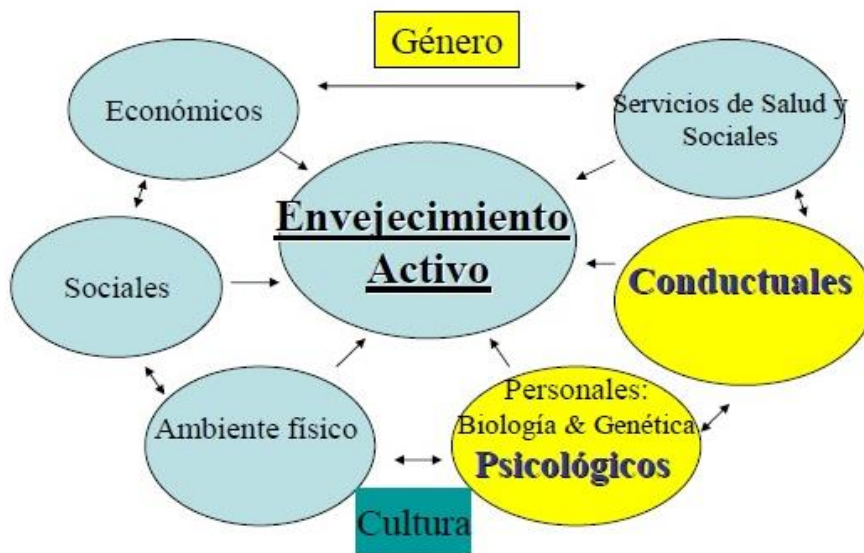 Género
Económicos
Servicios de Salud y
Sociales
Envejecimiento
Activo
Sociales
Conductuales
Ambiente físico
Personales:
Biología & Genética
Psicológicos
Cultura